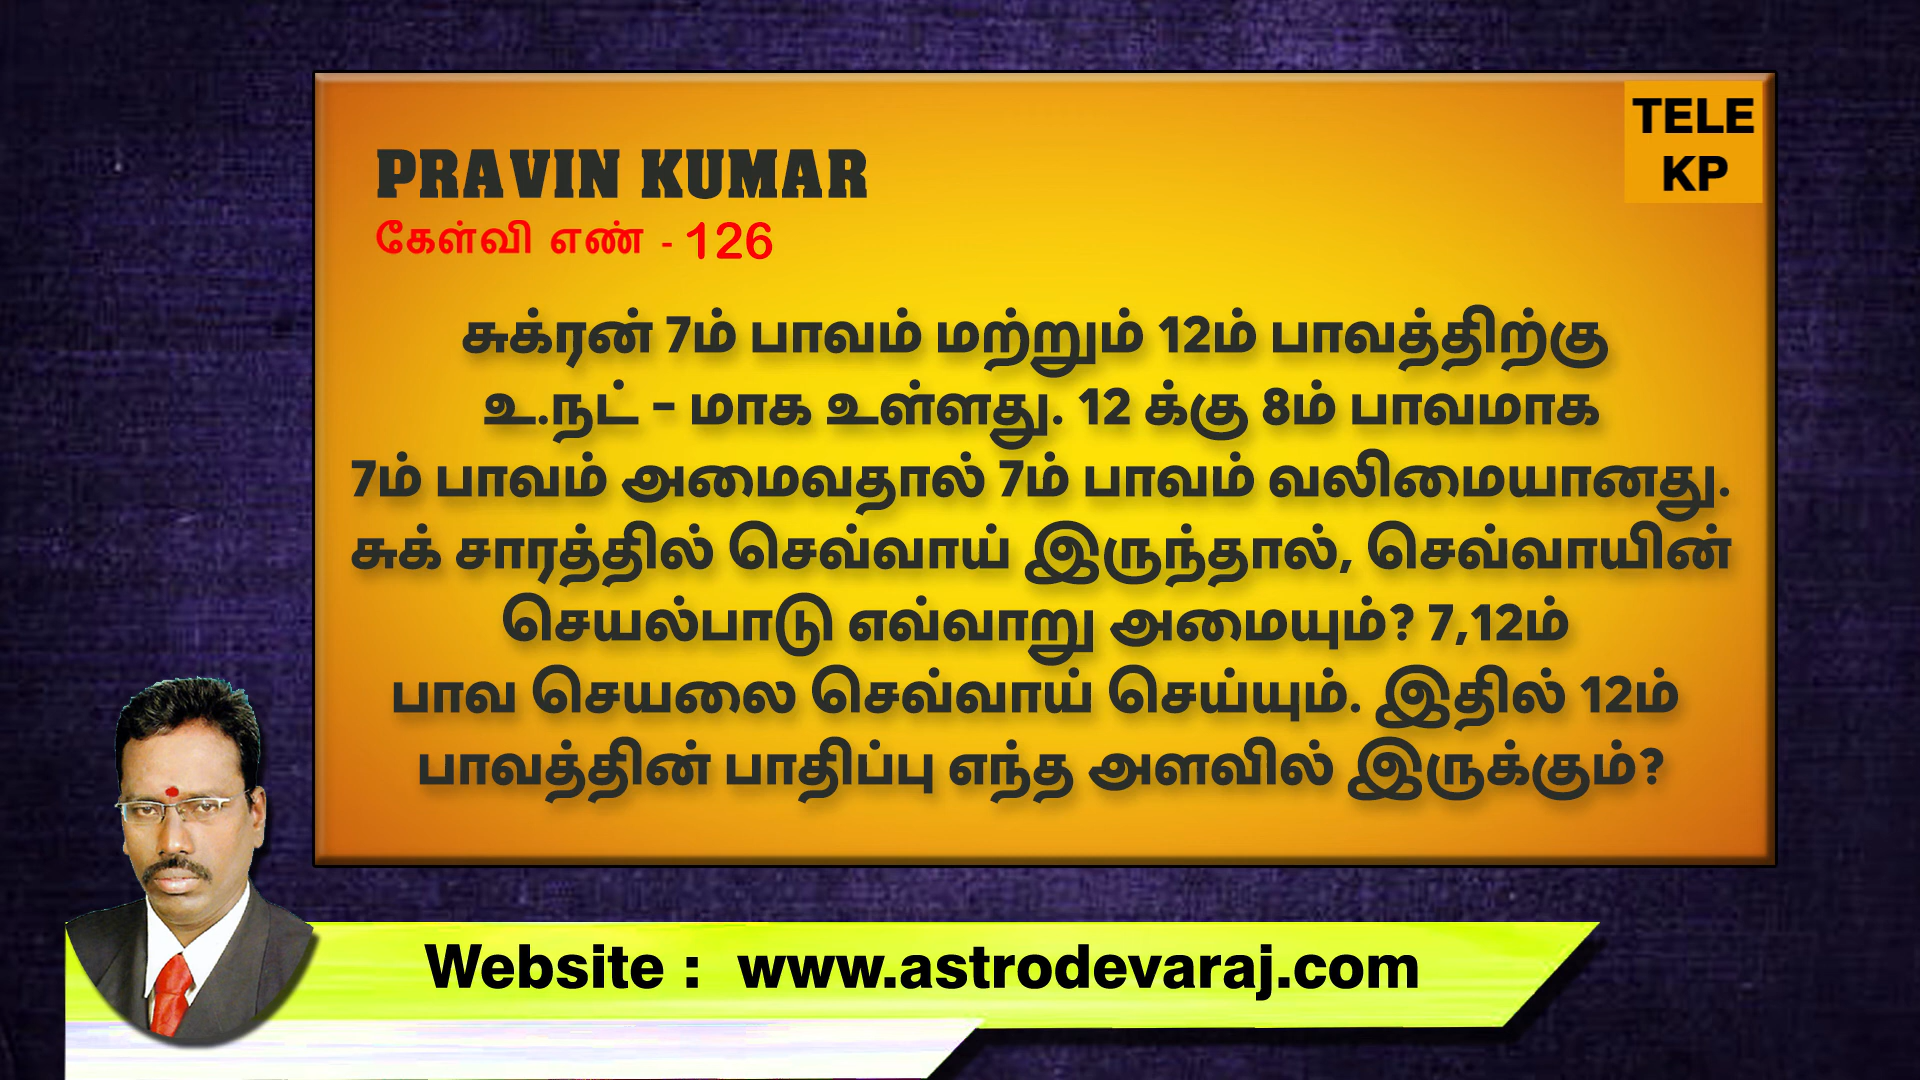 TELE
KP
PRAVIN KUMAR
கேள்வி எண் - 126
சுக்ரன் 7ம் பாவம் மற்றும் 12ம் பாவத்திற்கு
உ.நட் - மாக உள்ளது. 12 க்கு 8ம் பாவமாக
7ம் பாவம் அமைவதால் 7ம் பாவம் வலிமையானது.
சுக் சாரத்தில் செவ்வாய் இருந்தால், செவ்வாயின்
செயல்பாடு எவ்வாறு அமையும்? 7,12ம்
பாவ செயலை செவ்வாய் செய்யும். இதில் 12ம்
பாவத்தின் பாதிப்பு எந்த அளவில் இருக்கும்?
Website : www.astrodevaraj.com